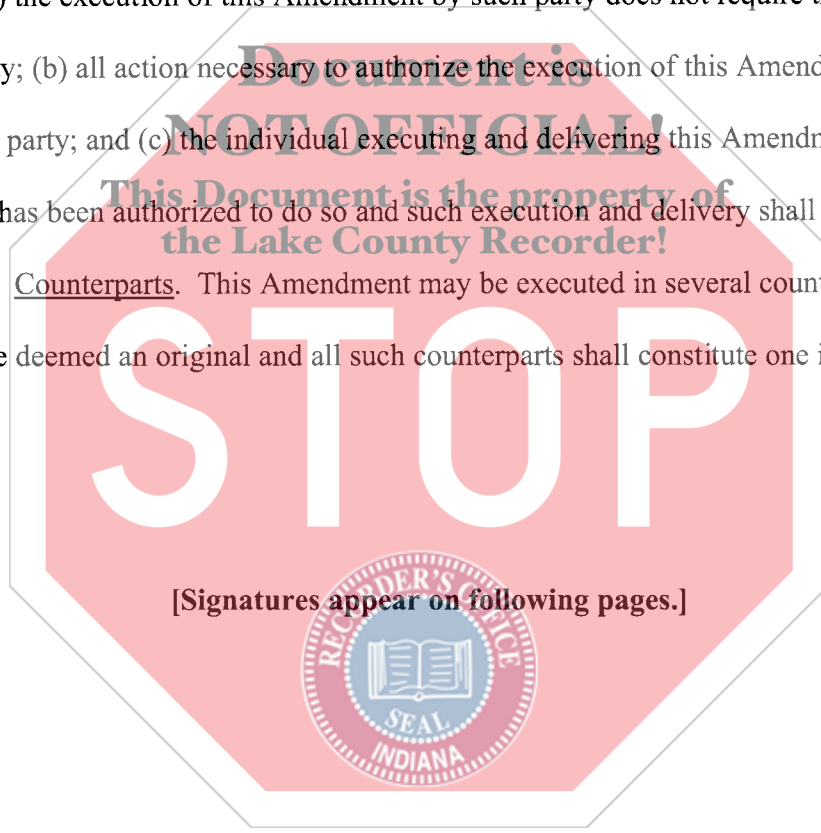 the execution of this Amendment by such party does not require
Document is
y; (b) all action necessary to authorize the execution of this Amend
NOT OFFICIAL!
party; and (c) the individual executing and delivering this Amendm
This Document is the property of
has been authorized to do so and such execution and delivery shall
the Lake County Recorder!
Counterparts. This Amendment may be executed in several count
e deemed an original and all such counterparts shall constitute one i
STOP
[Signatures appear on following pages.]
RECORDER'S OFFICE
SEAL
INDIANA